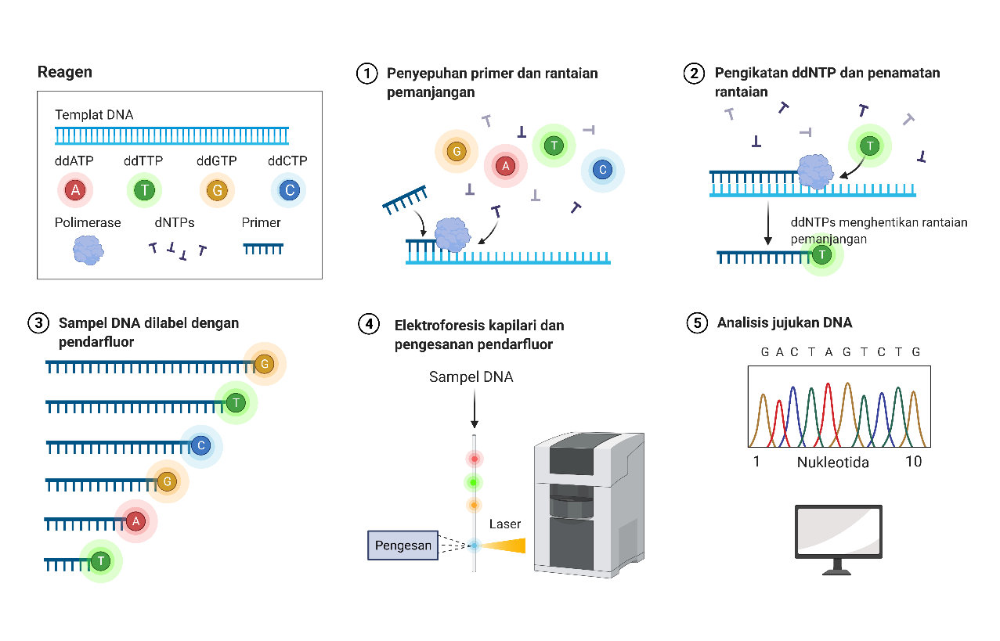 Reagen
Templat DNA
ddATP ddTTP ddGTP ddCTP
A T G C
Polimerase dNTPs Primer
1 Penyepuhan primer dan rantaian
pemanjangan
G A T C
2 Pengikatan ddNTP dan penamatan
rantaian
T
ddNTPs menghentikan rantaian
pemanjangan
T
3 Sampel DNA dilabel dengan
pendarfluor
G
T
C
G
A
T
4 Elektroforesis kapilari dan
pengesanan pendarfluor
Sampel DNA
Laser
Pengesan
5 Analisis jujukan DNA
G A C T A G T C T G
1 Nukleotida 10